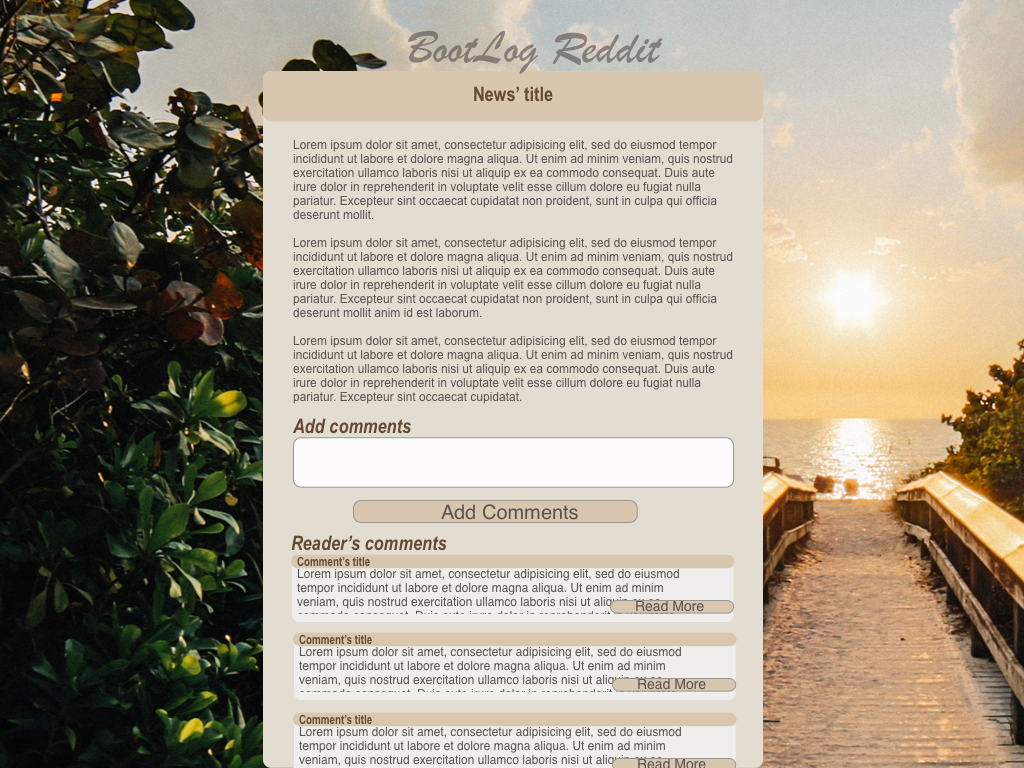 BootLog Reddit
News’ title
Lorem ipsum dolor sit amet, consectetur adipisicing elit, sed do eiusmod tempor
incididunt ut labore et dolore magna aliqua. Ut enim ad minim veniam, quis nostrud
exercitation ullamco laboris nisi ut aliquip ex ea commodo consequat. Duis aute
irure dolor in reprehenderit in voluptate velit esse cillum dolore eu fugiat nulla
pariatur. Excepteur sint occaecat cupidatat non proident, sunt in culpa qui officia
deserunt mollit.
Lorem ipsum dolor sit amet, consectetur adipisicing elit, sed do eiusmod tempor
incididunt ut labore et dolore magna aliqua. Ut enim ad minim veniam, quis nostrud
exercitation ullamco laboris nisi ut aliquip ex ea commodo consequat. Duis aute
irure dolor in reprehenderit in voluptate velit esse cillum dolore eu fugiat nulla
pariatur. Excepteur sint occaecat cupidatat non proident, sunt in culpa qui officia
deserunt mollit anim id est laborum.
Lorem ipsum dolor sit amet, consectetur adipisicing elit, sed do eiusmod tempor
incididunt ut labore et dolore magna aliqua. Ut enim ad minim veniam, quis nostrud
exercitation ullamco laboris nisi ut aliquip ex ea commodo consequat. Duis aute
irure dolor in reprehenderit in voluptate velit esse cillum dolore eu fugiat nulla
pariatur. Excepteur sint occaecat cupidatat.
Add comments
Add Comments
Reader’s comments
Comment’s title
Lorem ipsum dolor sit amet, consectetur adipisicing elit, sed do eiusmod
tempor incididunt ut labore et dolore magna aliqua. Ut enim ad minim
veniam, quis nostrud exercitation ullamco laboris nisi ut
Read More
Comment’s title
Lorem ipsum dolor sit amet, consectetur adipisicing elit, sed do eiusmod
tempor incididunt ut labore et dolore magna aliqua. Ut enim ad minim
veniam, quis nostrud exercitation ullamco laboris nisi ut
Read More
Comment’s title
Lorem ipsum dolor sit amet, consectetur adipisicing elit, sed do eiusmod
tempor incididunt ut labore et dolore magna aliqua. Ut enim ad minim
veniam, quis nostrud exercitation ullamco laboris nisi ut
Read More